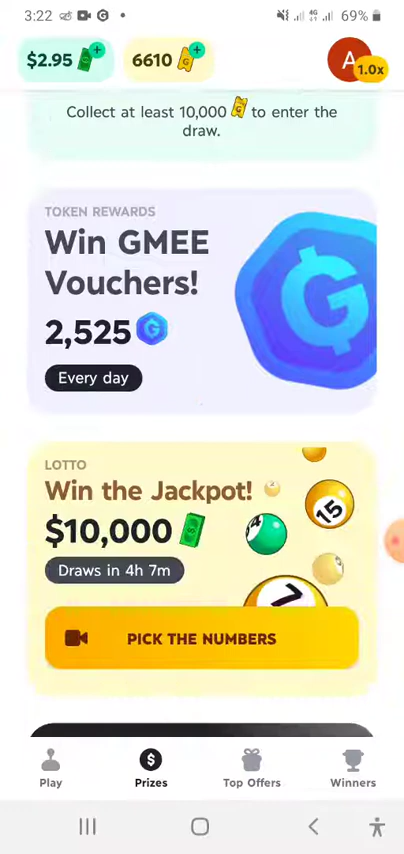 3:22 4G 69%
$2.95 6610 G A 1.0x
Collect at least 10,000 G to enter the
draw.
TOKEN REWARDS
Win GMEE
Vouchers!
2,525 G
Every day
LOTTO
Win the Jackpot!
$10,000
15
Draws in 4h 7m
7
PICK THE NUMBERS
Play Prizes Top Offers Winners